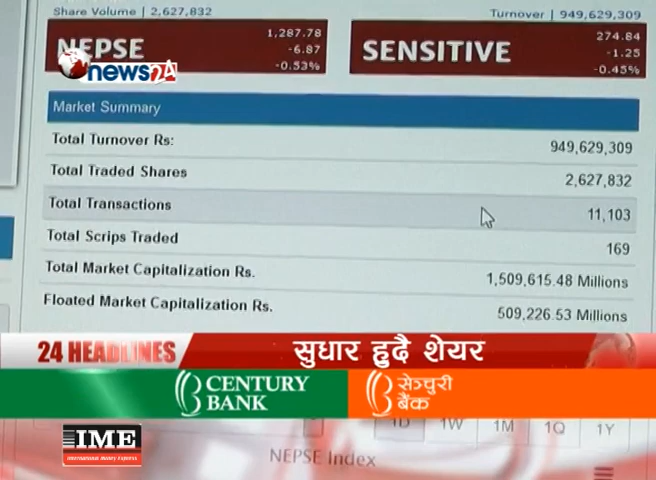 Share Volume | 2,627,832
Turnover | 949,629,309
NEPSE
1,287.78
-6.87
-0.53%
SENSITIVE
274.84
-1.25
-0.45%
news24
Market Summary
Total Turnover Rs: 949,629,309
Total Traded Shares 2,627,832
Total Transactions 11,103
Total Scrips Traded 169
Total Market Capitalization Rs. 1,509,615.48 Millions
Floated Market Capitalization Rs. 509,226.53 Millions
24 HEADLINES
सुधार हुदै शेयर
CENTURY
BANK
सेञ्चुरी
बैंक
IME
International Money Express
1D 1W 1M 1Q 1Y
NEPSE Index